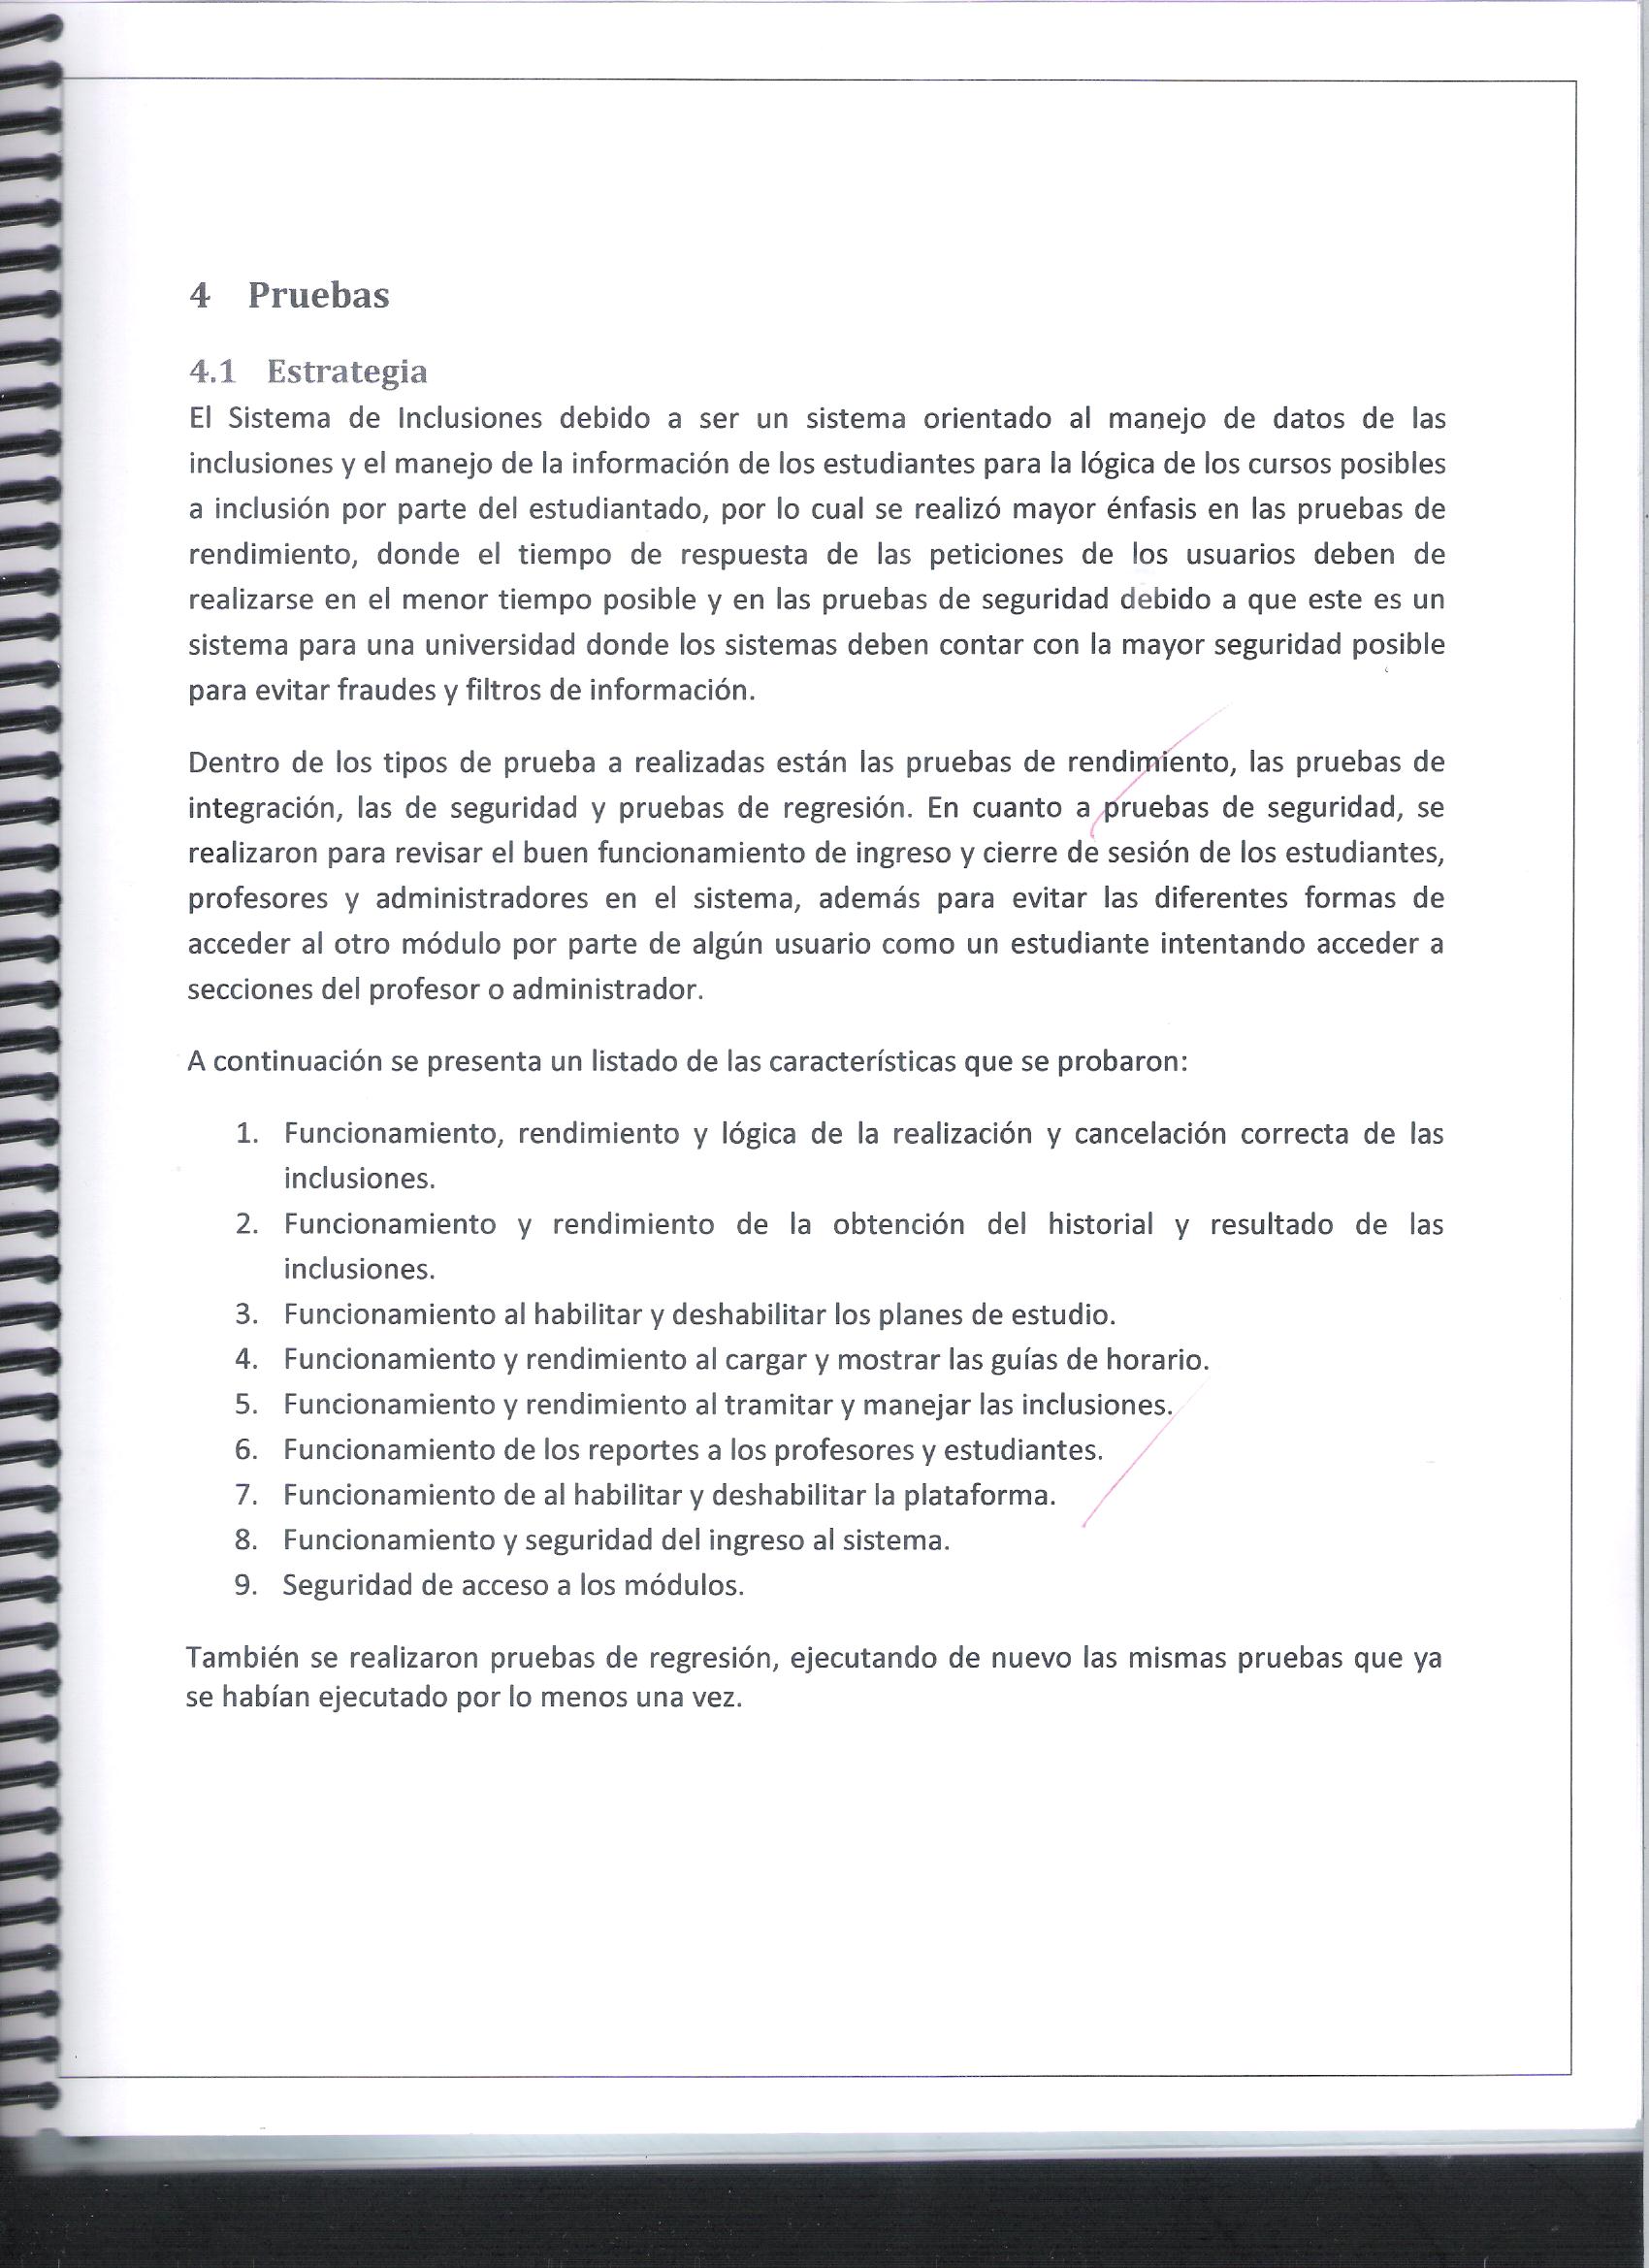 4 Pruebas
4.1 Estrategia
El Sistema de Inclusiones debido a ser un sistema orientado al manejo de datos de las
inclusiones y el manejo de la información de los estudiantes para la lógica de los cursos posibles
a inclusión por parte del estudiantado, por lo cual se realizó mayor énfasis en las pruebas de
rendimiento, donde el tiempo de respuesta de las peticiones de los usuarios deben de
realizarse en el menor tiempo posible y en las pruebas de seguridad debido a que este es un
sistema para una universidad donde los sistemas deben contar con la mayor seguridad posible
para evitar fraudes y filtros de información.
Dentro de los tipos de prueba a realizadas están las pruebas de rendimiento, las pruebas de
integración, las de seguridad y pruebas de regresión. En cuanto a pruebas de seguridad, se
realizaron para revisar el buen funcionamiento de ingreso y cierre de sesión de los estudiantes,
profesores y administradores en el sistema, además para evitar las diferentes formas de
acceder al otro módulo por parte de algún usuario como un estudiante intentando acceder a
secciones del profesor o administrador.
A continuación se presenta un listado de las características que se probaron:
1. Funcionamiento, rendimiento y lógica de la realización y cancelación correcta de las
inclusiones.
2. Funcionamiento y rendimiento de la obtención del historial y resultado de las
inclusiones.
3. Funcionamiento al habilitar y deshabilitar los planes de estudio.
4. Funcionamiento y rendimiento al cargar y mostrar las guías de horario.
5. Funcionamiento y rendimiento al tramitar y manejar las inclusiones.
6. Funcionamiento de los reportes a los profesores y estudiantes.
7. Funcionamiento de al habilitar y deshabilitar la plataforma.
8. Funcionamiento y seguridad del ingreso al sistema.
9. Seguridad de acceso a los módulos.
También se realizaron pruebas de regresión, ejecutando de nuevo las mismas pruebas que ya
se habían ejecutado por lo menos una vez.